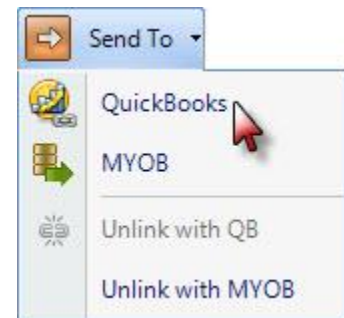 Send To
QuickBooks
MYOB
Unlink with QB
Unlink with MYOB